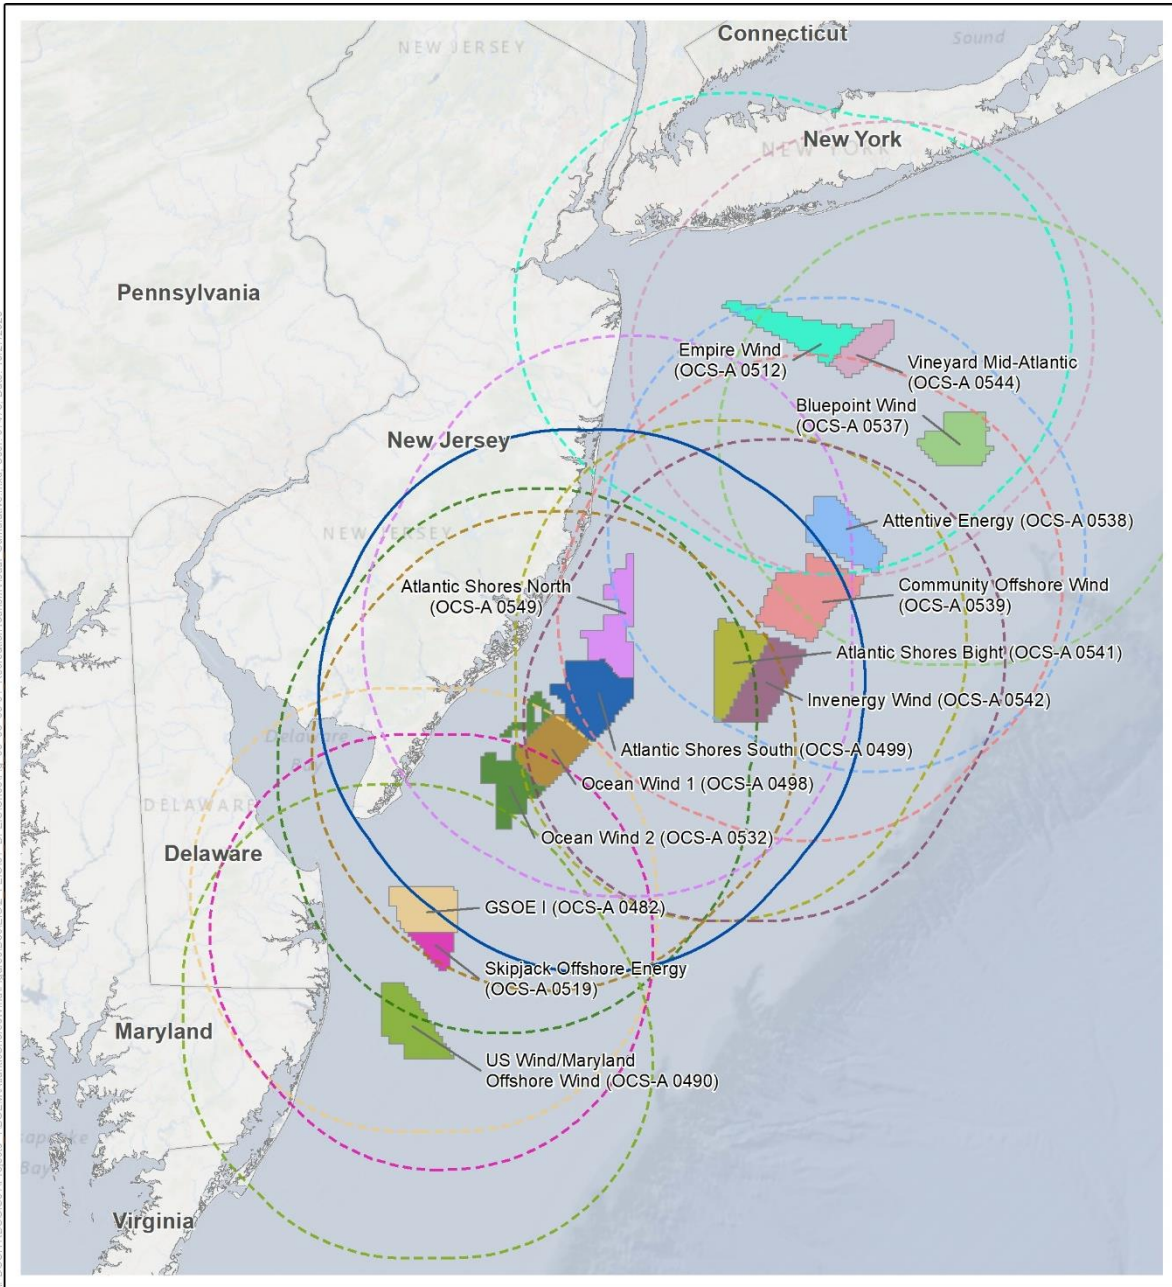 Connecticut
Sound
NEW JERSEY
New York
NEW YORK
Pennsylvania
Empire Wind
(OCS-A 0512)
Vineyard Mid-Atlantic
(OCS-A 0544)
Bluepoint Wind
(OCS-A 0537)
New Jersey
NEW JERSEY
Attentive Energy (OCS-A 0538)
Atlantic Shores North
(OCS-A 0549)
Community Offshore Wind
(OCS-A 0539)
Atlantic Shores Bight (OCS-A 0541)
Invenergy Wind (OCS-A 0542)
Delaware
Bay
Atlantic Shores South (OCS-A 0499)
Ocean Wind 1 (OCS-A 0498)
DELAWARE
Ocean Wind 2 (OCS-A 0532)
Delaware
GSOE I (OCS-A 0482)
Skipjack Offshore Energy
(OCS-A 0519)
Maryland
US Wind/Maryland
Offshore Wind (OCS-A 0490)
Bay
Virginia